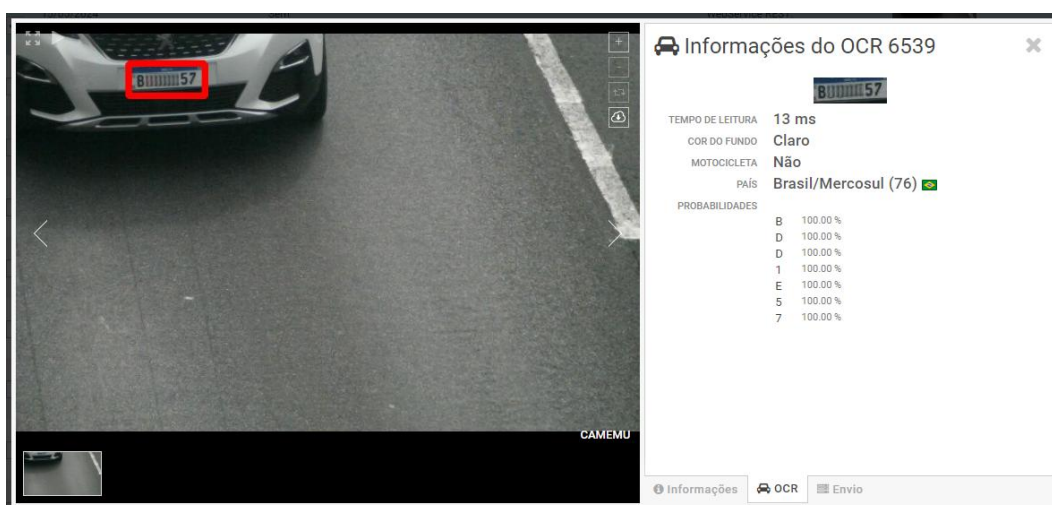 Informações do OCR 6539
TEMPO DE LEITURA 13 ms
COR DO FUNDO Claro
MOTOCICLETA Não
PAÍS Brasil/Mercosul (76)
PROBABILIDADES
B 100.00 %
D 100.00 %
D 100.00 %
1 100.00 %
E 100.00 %
5 100.00 %
7 100.00 %
CAMEMU
Informações OCR Envio